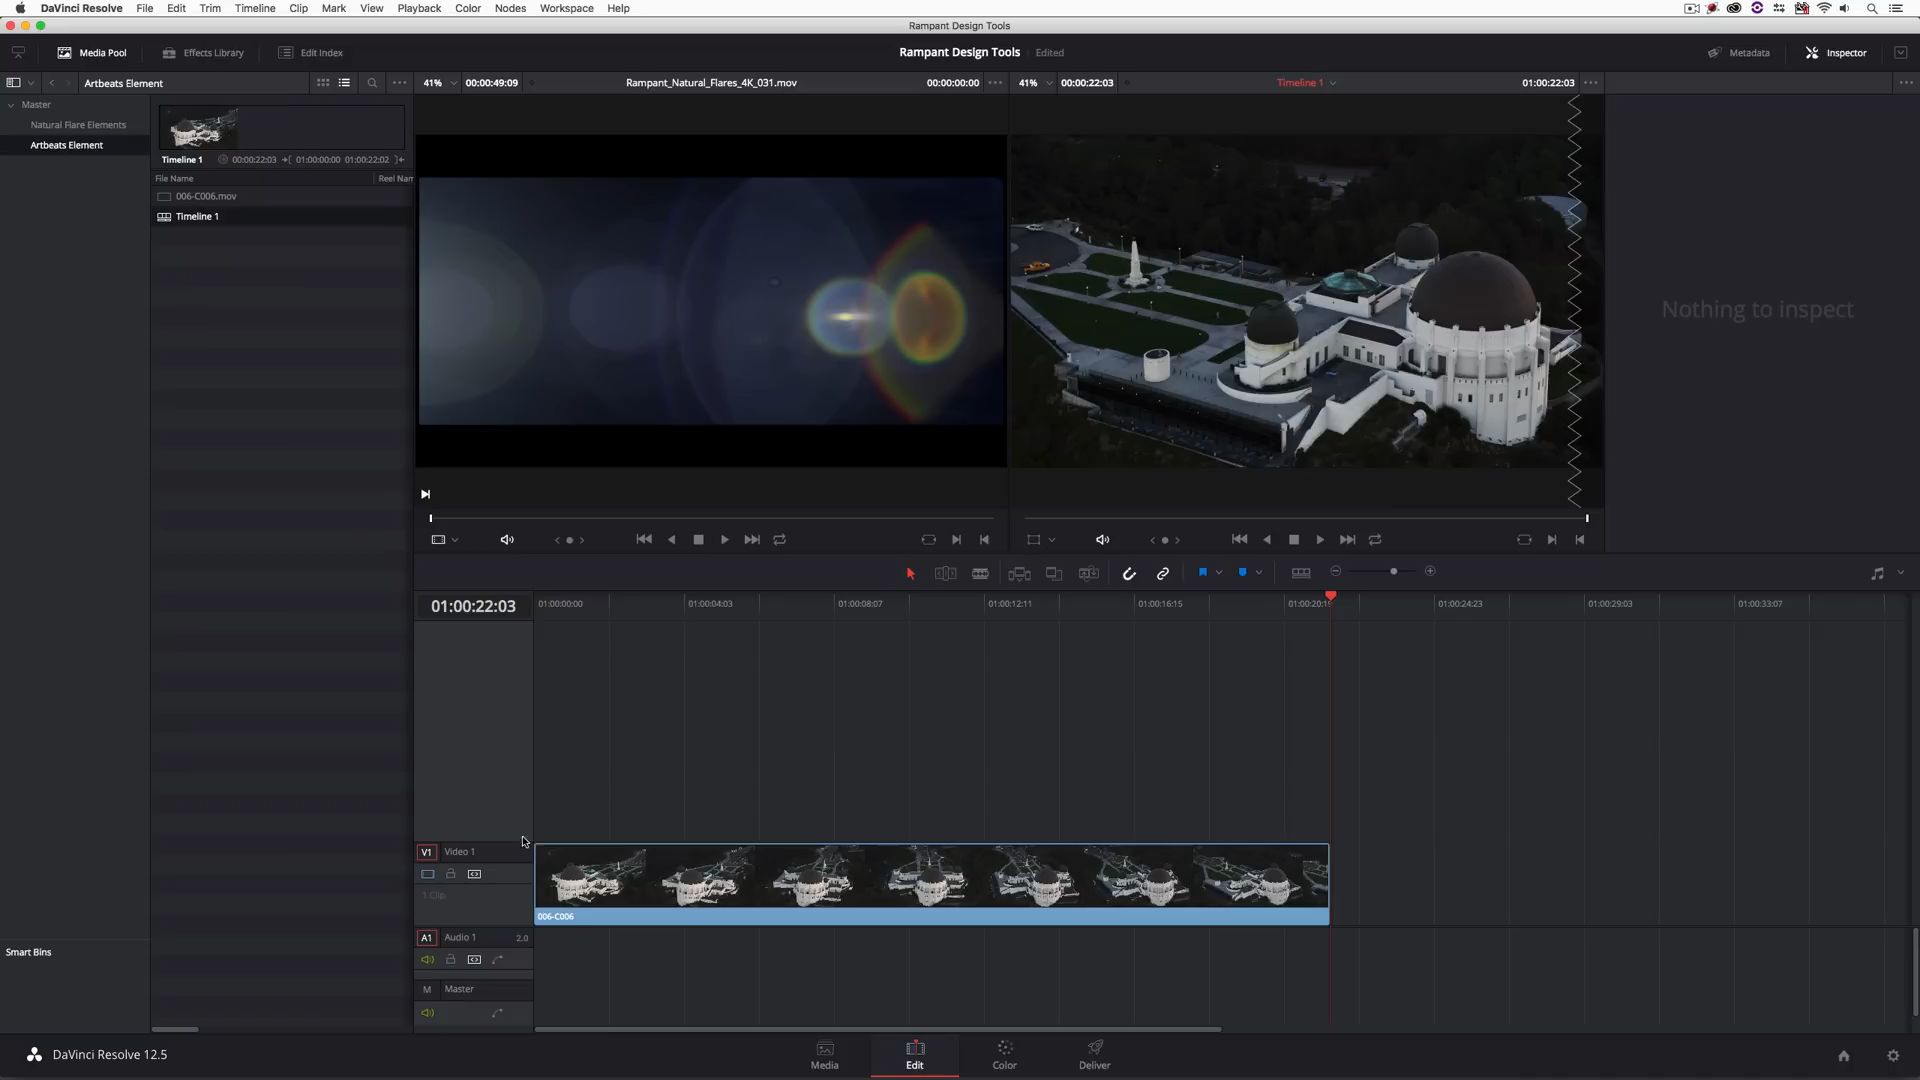 DaVinci Resolve File Edit Trim Timeline Clip Mark View Playback Color Nodes Workspace Help
Rampant Design Tools
Media Pool Effects Library Edit Index Rampant Design Tools Edited Metadata Inspector
Artbeats Element 41% 00:00:49:09 Rampant_Natural_Flares_4K_031.mov 00:00:00:00 41% 00:00:22:03 Timeline 1 01:00:22:03
Master
Natural Flare Elements
Artbeats Element
Timeline 1 00:00:22:03 01:00:00:00 01:00:22:02
File Name Reel Nam
006-C006.mov
Timeline 1
Nothing to inspect
01:00:22:03 01:00:00:00 01:00:04:03 01:00:08:07 01:00:12:11 01:00:16:15 01:00:24:23 01:00:29:03 01:00:33:07
V1 Video 1
1 Clip
006-C006
A1 Audio 1 2.0
Smart Bins
M Master
DaVinci Resolve 12.5
Media Edit Color Deliver